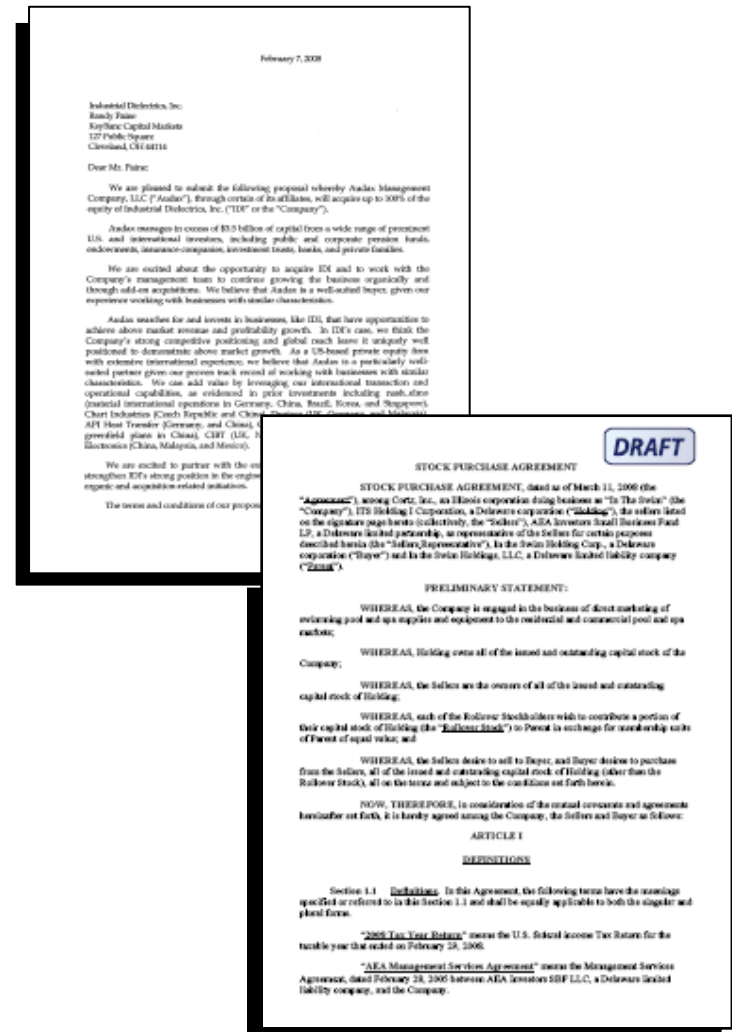 February 7, 2008
Industrial Dielectrics, Inc.
Randy Paine
KeyBanc Capital Markets
127 Public Square
Cleveland, OH 44114
Dear Mr. Paine:
We are pleased to submit the following proposal whereby Audax Management
Company, LLC ("Audax"), through certain of its affiliates, will acquire up to 100% of the
equity of Industrial Dielectrics, Inc. ("IDI" or the "Company").
Audax manages in excess of $3.5 billion of capital from a wide range of prominent
U.S. and international investors, including public and corporate pension funds,
endowments, insurance companies, investment trusts, banks, and private families.
We are excited about the opportunity to acquire IDI and to work with the
Company's management team to continue growing the business organically and
through add-on acquisitions. We believe that Audax is a well-suited buyer, given our
experience working with businesses with similar characteristics.
Audax searches for and invests in businesses, like IDI, that have opportunities to
achieve above market revenue and profitability growth. In IDI's case, we think the
Company's strong competitive positioning and global reach leave it uniquely well
positioned to demonstrate above market growth. As a US-based private equity firm
with extensive international experience, we believe that Audax is a particularly well-
suited partner given our proven track record of working with businesses with similar
characteristics. We can add value by leveraging our international transaction and
operational capabilities, as evidenced in prior investments including nash_elmo
(material international operations in Germany, China, Brazil, Korea, and Singapore),
Chart Industries (Czech Republic and China
API Heat Transfer (Germany, and China),
greenfield plans in China), CIRT (UK,
Electronics (China, Malaysia, and Mexico).
We are excited to partner with the
strengthen IDI's strong position in the
organic and acquisition-related initiatives.
The terms and conditions of our
DRAFT
STOCK PURCHASE AGREEMENT
STOCK PURCHASE AGREEMENT, dated as of March 11, 2008 (the
"Agreement"), among Cortz, Inc., an Illinois corporation doing business as "In The Swim" (the
"Company"), ITS Holding I Corporation, a Delaware corporation ("Holding"), the sellers listed
on the signature page hereto (collectively, the "Sellers"), AEA Investors Small Business Fund
LP, a Delaware limited partnership, as representative of the Sellers for certain purposes
described herein (the "Sellers Representative"), In the Swim Holding Corp., a Delaware
corporation ("Buyer") and In the Swim Holdings, LLC, a Delaware limited liability company
("Parent").
PRELIMINARY STATEMENT:
WHEREAS, the Company is engaged in the business of direct marketing of
swimming pool and spa supplies and equipment to the residential and commercial pool and spa
markets;
WHEREAS, Holding owns all of the issued and outstanding capital stock of the
Company;
WHEREAS, the Sellers are the owners of all of the issued and outstanding
capital stock of Holding;
WHEREAS, each of the Rollover Stockholders wish to contribute a portion of
their capital stock of Holding (the "Rollover Stock") to Parent in exchange for membership units
of Parent of equal value; and
WHEREAS, the Sellers desire to sell to Buyer, and Buyer desires to purchase
from the Sellers, all of the issued and outstanding capital stock of Holding (other than the
Rollover Stock), all on the terms and subject to the conditions set forth herein.
NOW, THEREFORE, in consideration of the mutual covenants and agreements
hereinafter set forth, it is hereby agreed among the Company, the Sellers and Buyer as follows:
ARTICLE I
DEFINITIONS
Section 1.1 Definitions. In this Agreement, the following terms have the meanings
specified or referred to in this Section 1.1 and shall be equally applicable to both the singular and
plural forms.
"2008 Tax Year Return" means the U.S. federal income Tax Return for the
taxable year that ended on February 29, 2008.
"AEA Management Services Agreement" means the Management Services
Agreement, dated February 28, 2005 between AEA Investors SBF LLC, a Delaware limited
liability company, and the Company.